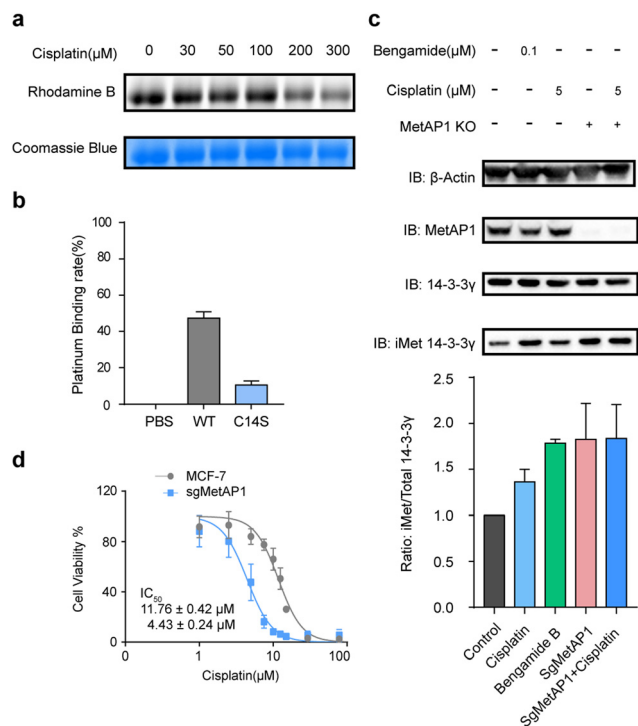 a
Cisplatin(μM) 0 30 50 100 200 300
Rhodamine B
Coomassie Blue
b
Platinum Binding rate(%)
100
80
60
40
20
0
PBS WT C14S
c
Bengamide(μM) - 0.1 - - -
Cisplatin (μM) - - 5 - 5
MetAP1 KO - - - + +
IB: β-Actin
IB: MetAP1
IB: 14-3-3γ
IB: iMet 14-3-3γ
Ratio: iMet/Total 14-3-3γ
2.5
2.0
1.5
1.0
0.5
0.0
Control
Cisplatin
Bengamide B
SgMetAP1
SgMetAP1+Cisplatin
d
MCF-7
sgMetAP1
Cell Viability %
120
80
40
0
IC50
11.76 ± 0.42 μM
4.43 ± 0.24 μM
0 1 10 100
Cisplatin(μM)